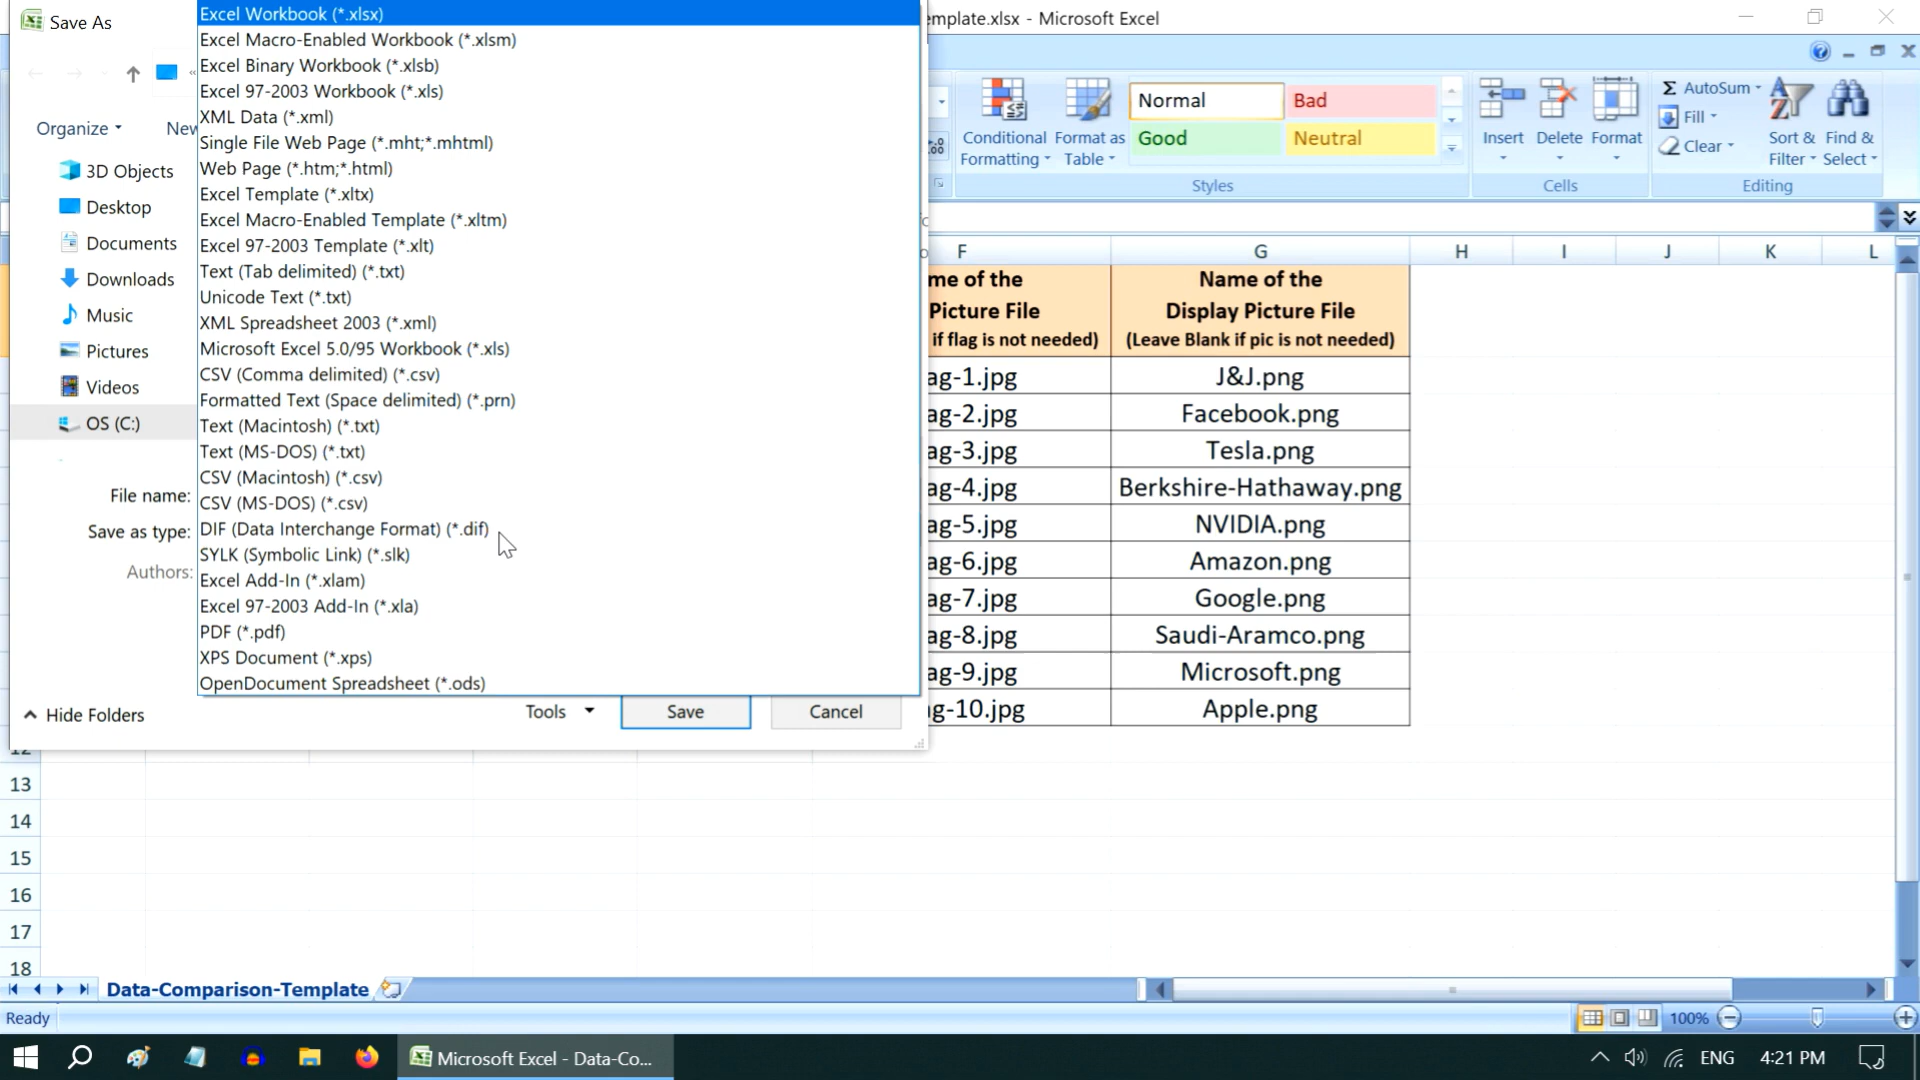 Save As
Excel Workbook (*.xlsx)
Excel Macro-Enabled Workbook (*.xlsm)
Excel Binary Workbook (*.xlsb)
Excel 97-2003 Workbook (*.xls)
XML Data (*.xml)
Single File Web Page (*.mht;*.mhtml)
Web Page (*.htm;*.html)
Excel Template (*.xltx)
Excel Macro-Enabled Template (*.xltm)
Excel 97-2003 Template (*.xlt)
Text (Tab delimited) (*.txt)
Unicode Text (*.txt)
XML Spreadsheet 2003 (*.xml)
Microsoft Excel 5.0/95 Workbook (*.xls)
CSV (Comma delimited) (*.csv)
Formatted Text (Space delimited) (*.prn)
Text (Macintosh) (*.txt)
Text (MS-DOS) (*.txt)
CSV (Macintosh) (*.csv)
CSV (MS-DOS) (*.csv)
DIF (Data Interchange Format) (*.dif)
SYLK (Symbolic Link) (*.slk)
Excel Add-In (*.xlam)
Excel 97-2003 Add-In (*.xla)
PDF (*.pdf)
XPS Document (*.xps)
OpenDocument Spreadsheet (*.ods)
Organize New
3D Objects
Desktop
Documents
Downloads
Music
Pictures
Videos
OS (C:)
File name:
Save as type:
Authors:
Hide Folders
Tools Save Cancel
emplate.xlsx - Microsoft Excel
Conditional Formatting
Format as Table
Normal Bad
Good Neutral
Styles
Insert Delete Format
Cells
Σ AutoSum
Fill
Clear
Sort & Filter
Find & Select
Editing
F G H I J K L
me of the
Picture File
if flag is not needed)
Name of the
Display Picture File
(Leave Blank if pic is not needed)
ag-1.jpg J&J.png
ag-2.jpg Facebook.png
ag-3.jpg Tesla.png
ag-4.jpg Berkshire-Hathaway.png
ag-5.jpg NVIDIA.png
ag-6.jpg Amazon.png
ag-7.jpg Google.png
ag-8.jpg Saudi-Aramco.png
ag-9.jpg Microsoft.png
g-10.jpg Apple.png
12
13
14
15
16
17
18
Data-Comparison-Template
Ready 100%
Microsoft Excel - Data-Co...
ENG 4:21 PM